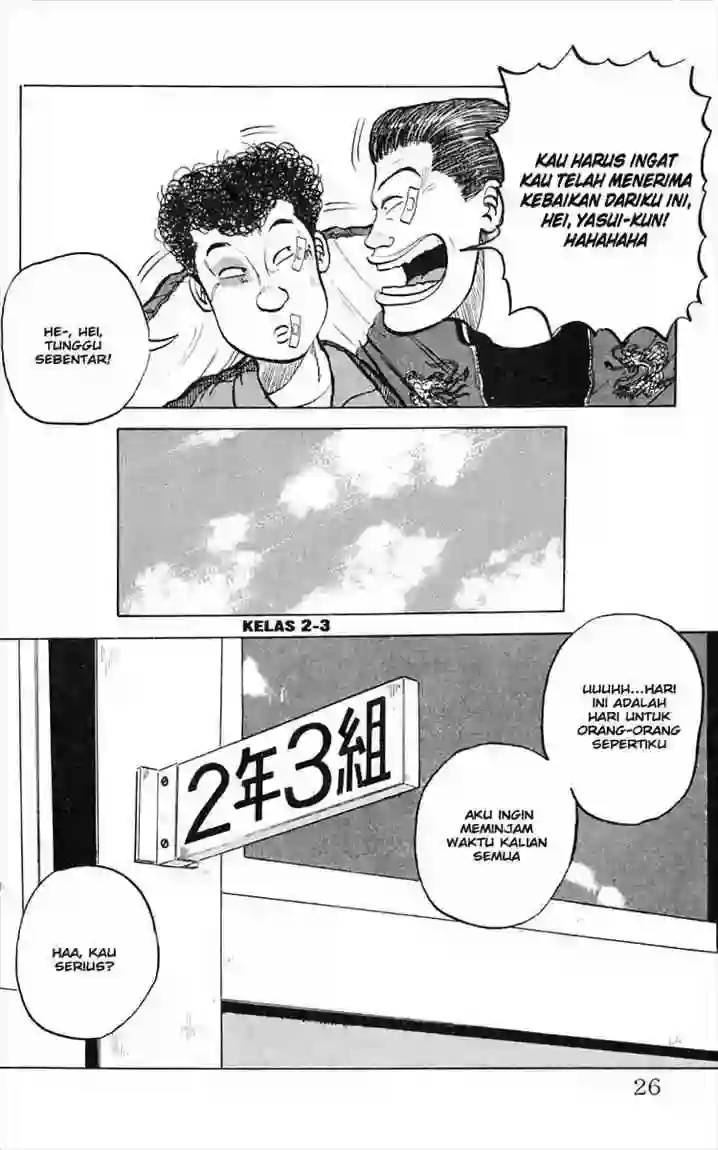 KAU HARUS INGAT
KAU TELAH MENERIMA
KEBAIKAN DARIKU INI,
HEI, YASUI-KUN!
HAHAHAHA
HE-, HEI,
TUNGGU
SEBENTAR!
KELAS 2-3
UUUHH...HARI
INI ADALAH
HARI UNTUK
ORANG-ORANG
SEPERTIKU
2年3組
AKU INGIN
MEMINJAM
WAKTU KALIAN
SEMUA
HAA, KAU
SERIUS?
26